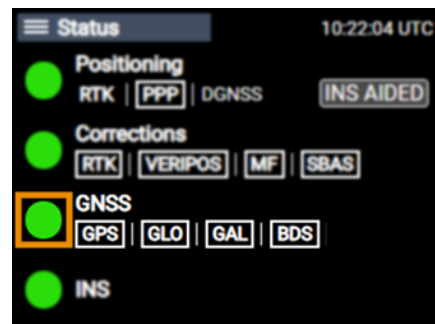 Status 10:22:04 UTC
Positioning
RTK | PPP | DGNSS INS AIDED
Corrections
RTK | VERIPOS | MF | SBAS
GNSS
GPS | GLO | GAL | BDS
INS